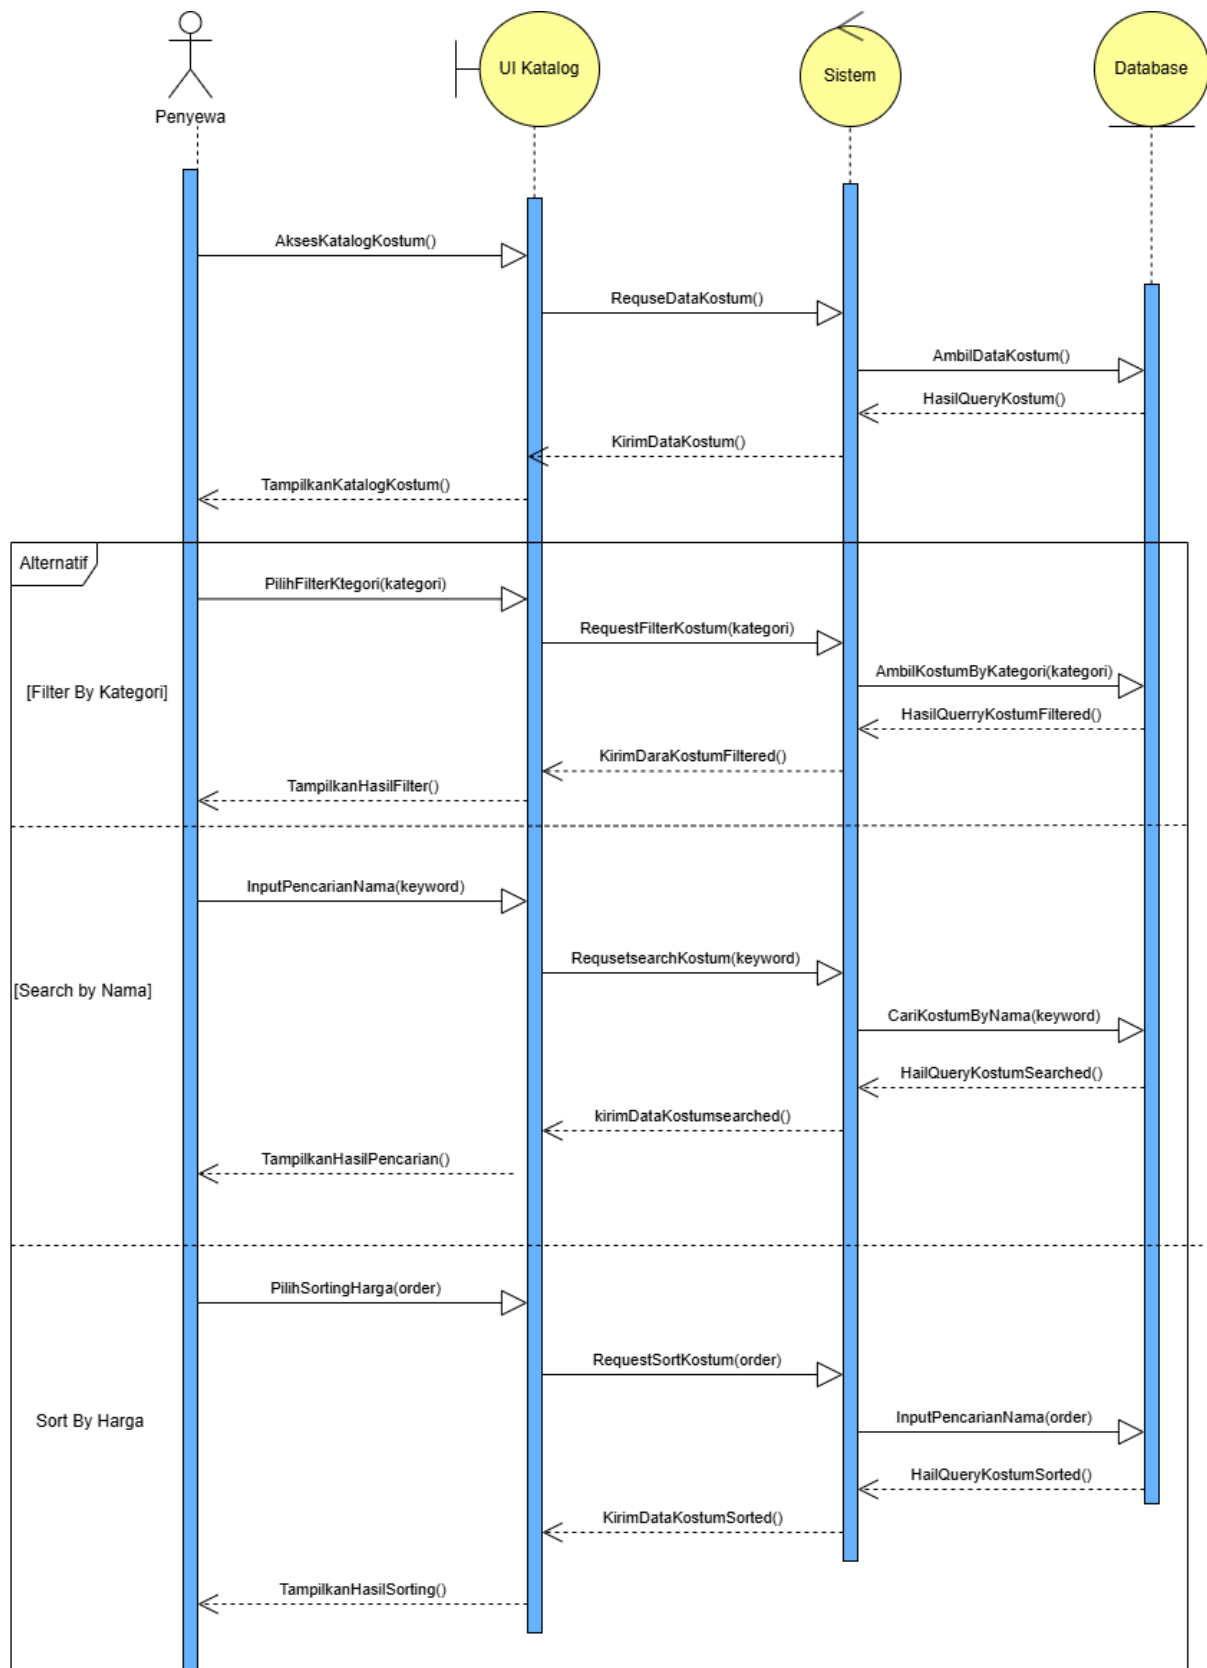 Penyewa
UI Katalog
Sistem
Database
AksesKatalogKostum()
RequseDataKostum()
AmbilDataKostum()
HasilQueryKostum()
KirimDataKostum()
TampilkanKatalogKostum()
Alternatif
PilihFilterKtegori(kategori)
RequestFilterKostum(kategori)
AmbilKostumByKategori(kategori)
[Filter By Kategori]
HasilQuerryKostumFiltered()
KirimDaraKostumFiltered()
TampilkanHasilFilter()
InputPencarianNama(keyword)
RequsetsearchKostum(keyword)
[Search by Nama]
CariKostumByNama(keyword)
HailQueryKostumSearched()
kirimDataKostumsearched()
TampilkanHasilPencarian()
PilihSortingHarga(order)
RequestSortKostum(order)
Sort By Harga
InputPencarianNama(order)
HailQueryKostumSorted()
KirimDataKostumSorted()
TampilkanHasilSorting()